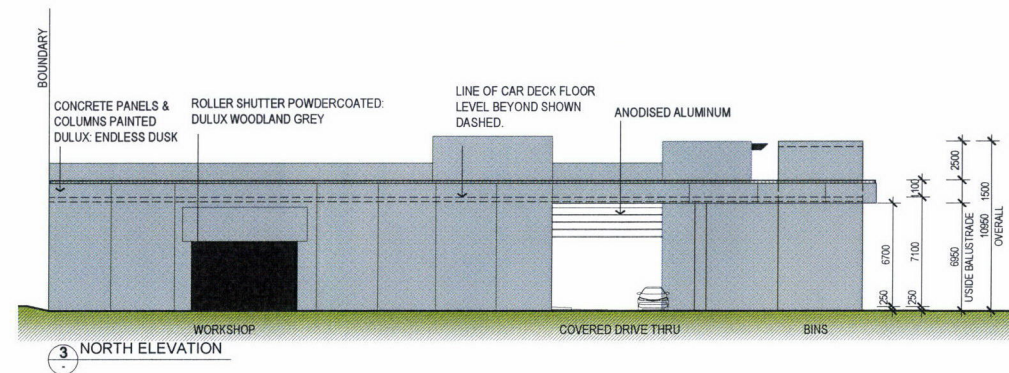 BOUNDARY
CONCRETE PANELS &
COLUMNS PAINTED
DULUX: ENDLESS DUSK
ROLLER SHUTTER POWDERCOATED:
DULUX WOODLAND GREY
LINE OF CAR DECK FLOOR
LEVEL BEYOND SHOWN
DASHED.
ANODISED ALUMINUM
2500
1100
1500
10950
OVERALL
6700
7100
6950
U'SIDE BALUSTRADE
250
250
WORKSHOP
COVERED DRIVE THRU
BINS
3
-
NORTH ELEVATION